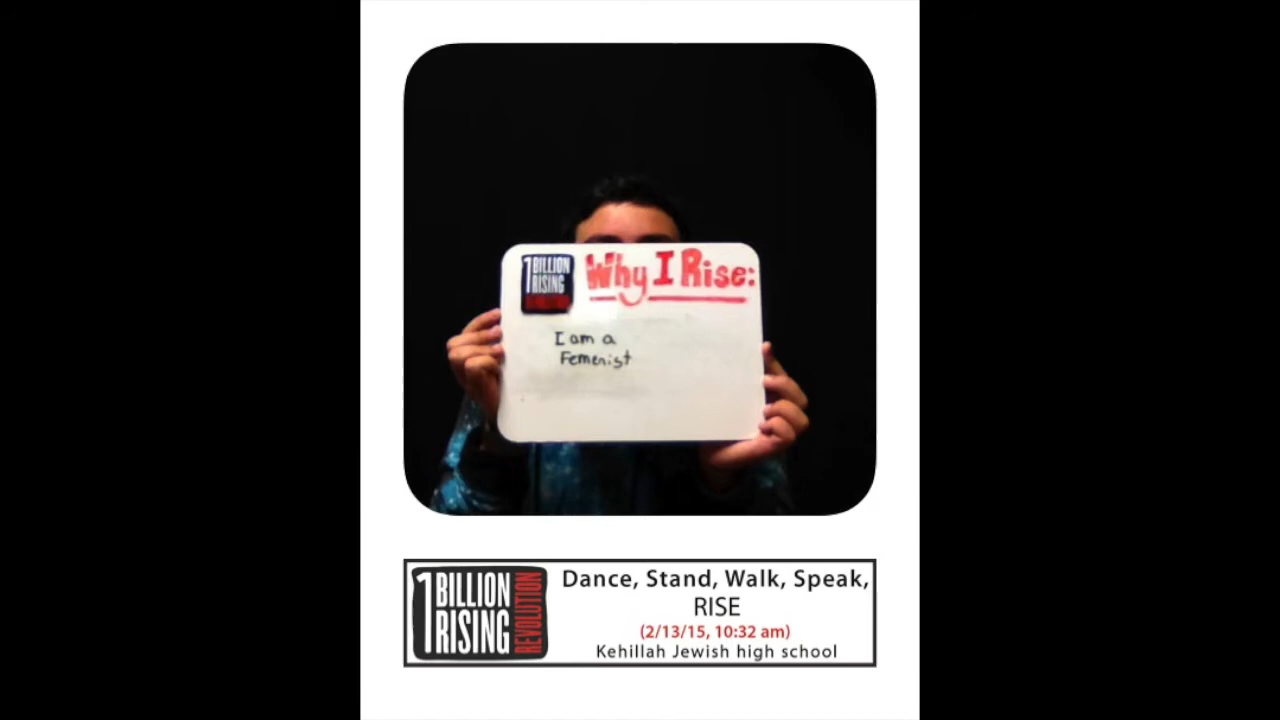 1 BILLION
RISING
REVOLUTION
Why I Rise:
I am a
Femenist
1 BILLION
RISING
REVOLUTION
Dance, Stand, Walk, Speak,
RISE
(2/13/15, 10:32 am)
Kehillah Jewish high school